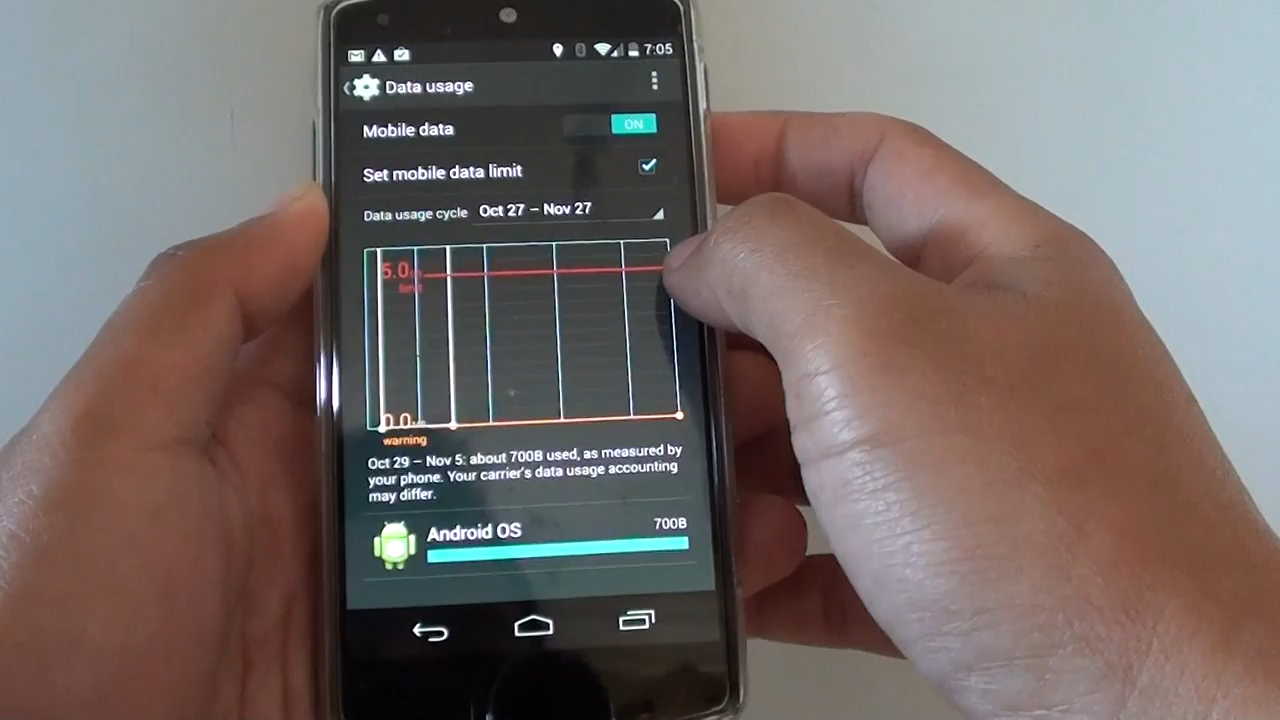 7:05
Data usage
Mobile data
ON
Set mobile data limit
Data usage cycle Oct 27 – Nov 27
5.0
limit
0.0
warning
Oct 29 – Nov 5: about 700B used, as measured by
your phone. Your carrier's data usage accounting
may differ.
Android OS 700B